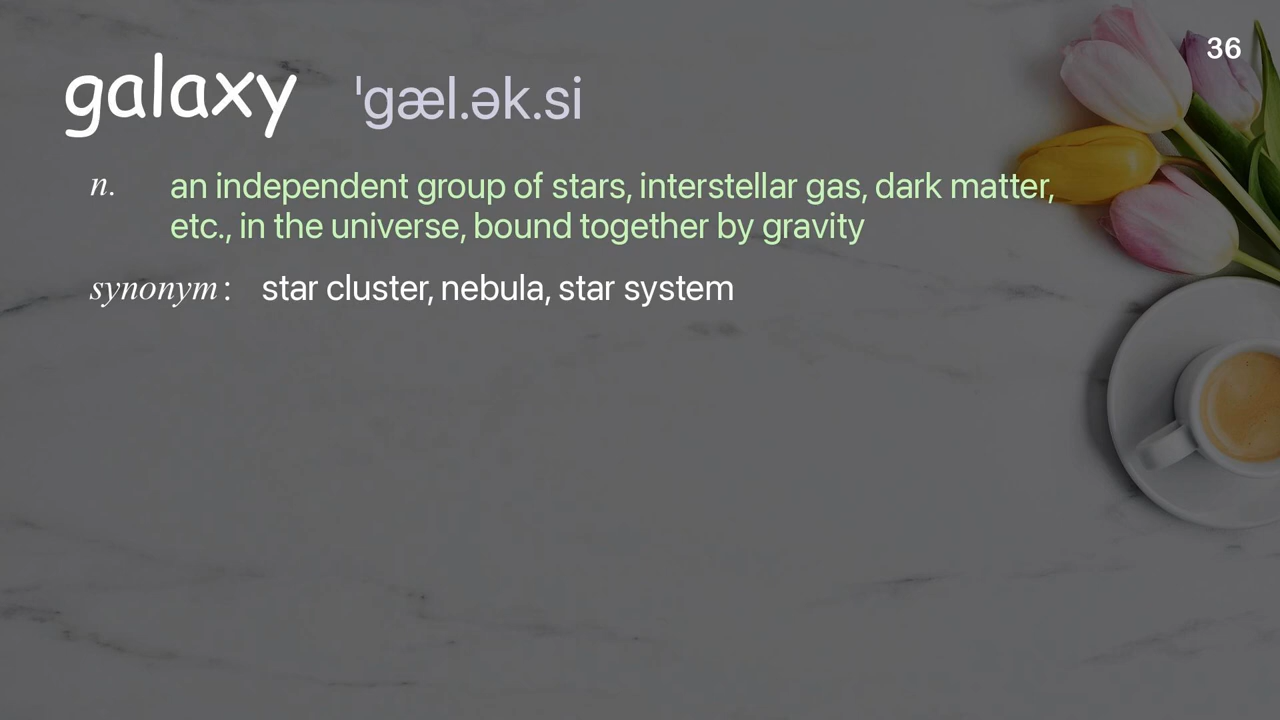 36
galaxy ˈgæl.ək.si
n. an independent group of stars, interstellar gas, dark matter,
etc., in the universe, bound together by gravity
synonym : star cluster, nebula, star system